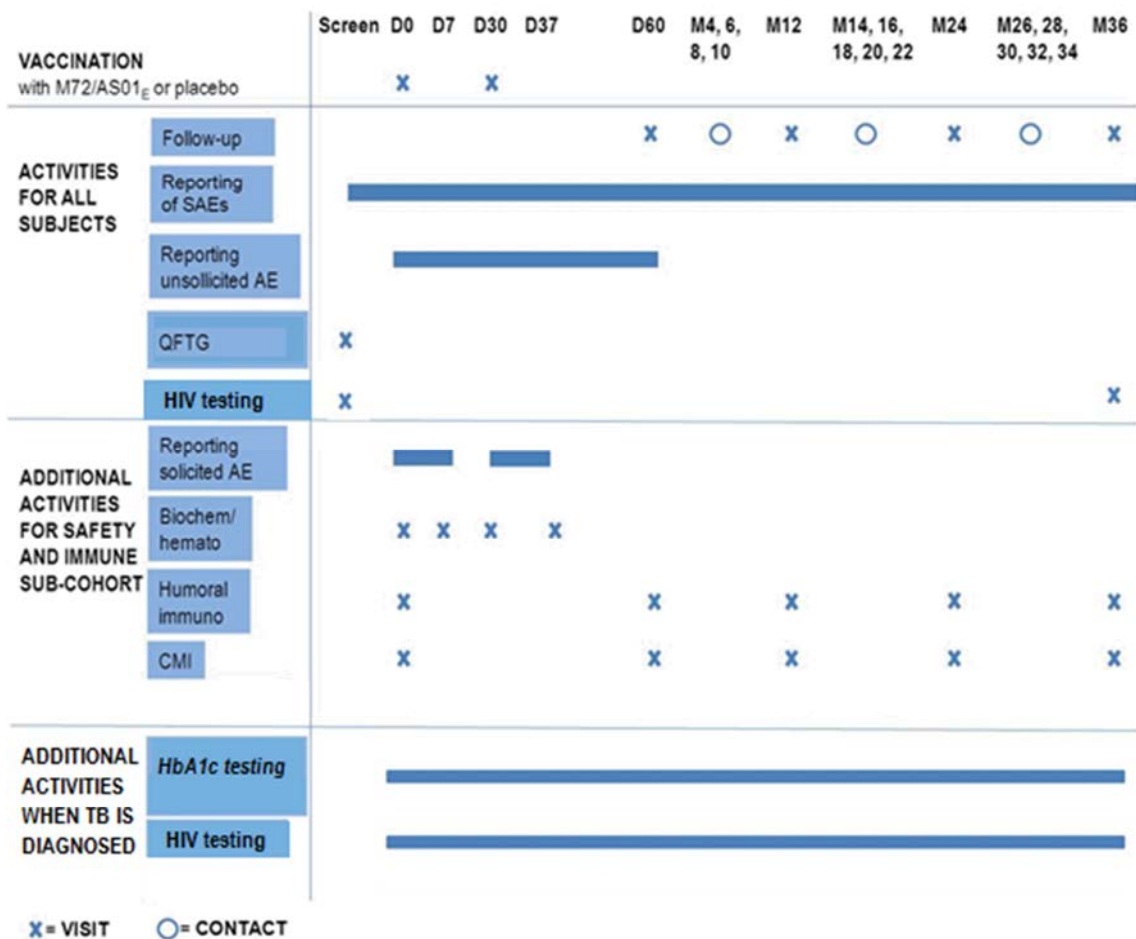 Screen D0 D7 D30 D37 D60 M4, 6, M12 M14, 16, M24 M26, 28, M36
8, 10 18, 20, 22 30, 32, 34
VACCINATION
with M72/AS01E or placebo
x x
ACTIVITIES
FOR ALL
SUBJECTS
Follow-up
x x x x
Reporting
of SAEs
Reporting
unsollicited AE
QFTG
x
HIV testing
x x
ADDITIONAL
ACTIVITIES
FOR SAFETY
AND IMMUNE
SUB-COHORT
Reporting
solicited AE
Biochem/
hemato
x x x x
Humoral
immuno
x x x x x
CMI
x x x x x
ADDITIONAL
ACTIVITIES
WHEN TB IS
DIAGNOSED
HbA1c testing
HIV testing
x = VISIT O = CONTACT